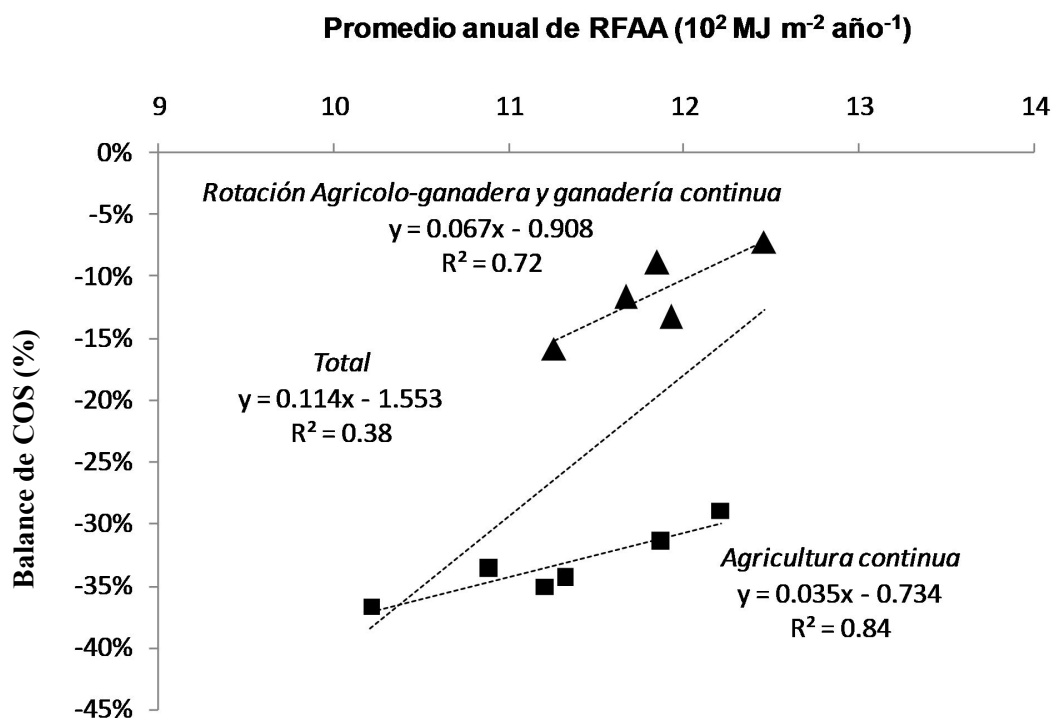 Promedio anual de RFAA (10² MJ m⁻² año⁻¹)
9 10 11 12 13 14
0%
-5%
-10%
-15%
-20%
-25%
-30%
-35%
-40%
-45%
Balance de COS (%)
Rotación Agricolo-ganadera y ganadería continua
y = 0.067x - 0.908
R² = 0.72
Total
y = 0.114x - 1.553
R² = 0.38
Agricultura continua
y = 0.035x - 0.734
R² = 0.84